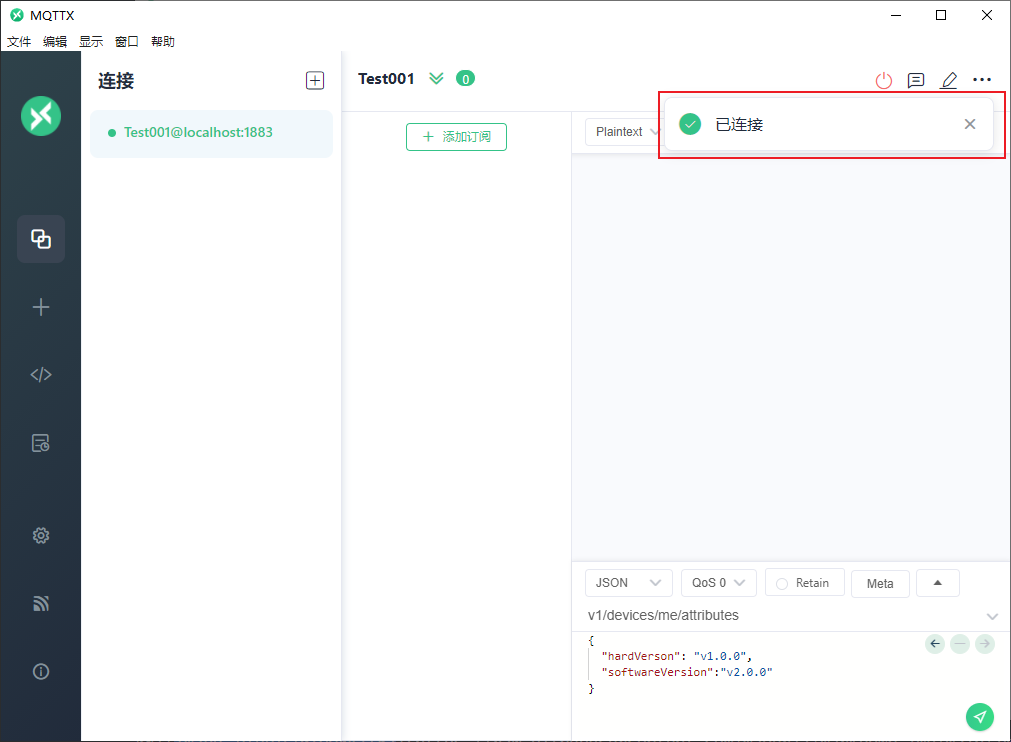 MQTTX
文件 编辑 显示 窗口 帮助
连接
Test001 0
Test001@localhost:1883
添加订阅
Plaintext
已连接
JSON QoS 0 Retain Meta
v1/devices/me/attributes
{
"hardVerson": "v1.0.0",
"softwareVersion":"v2.0.0"
}